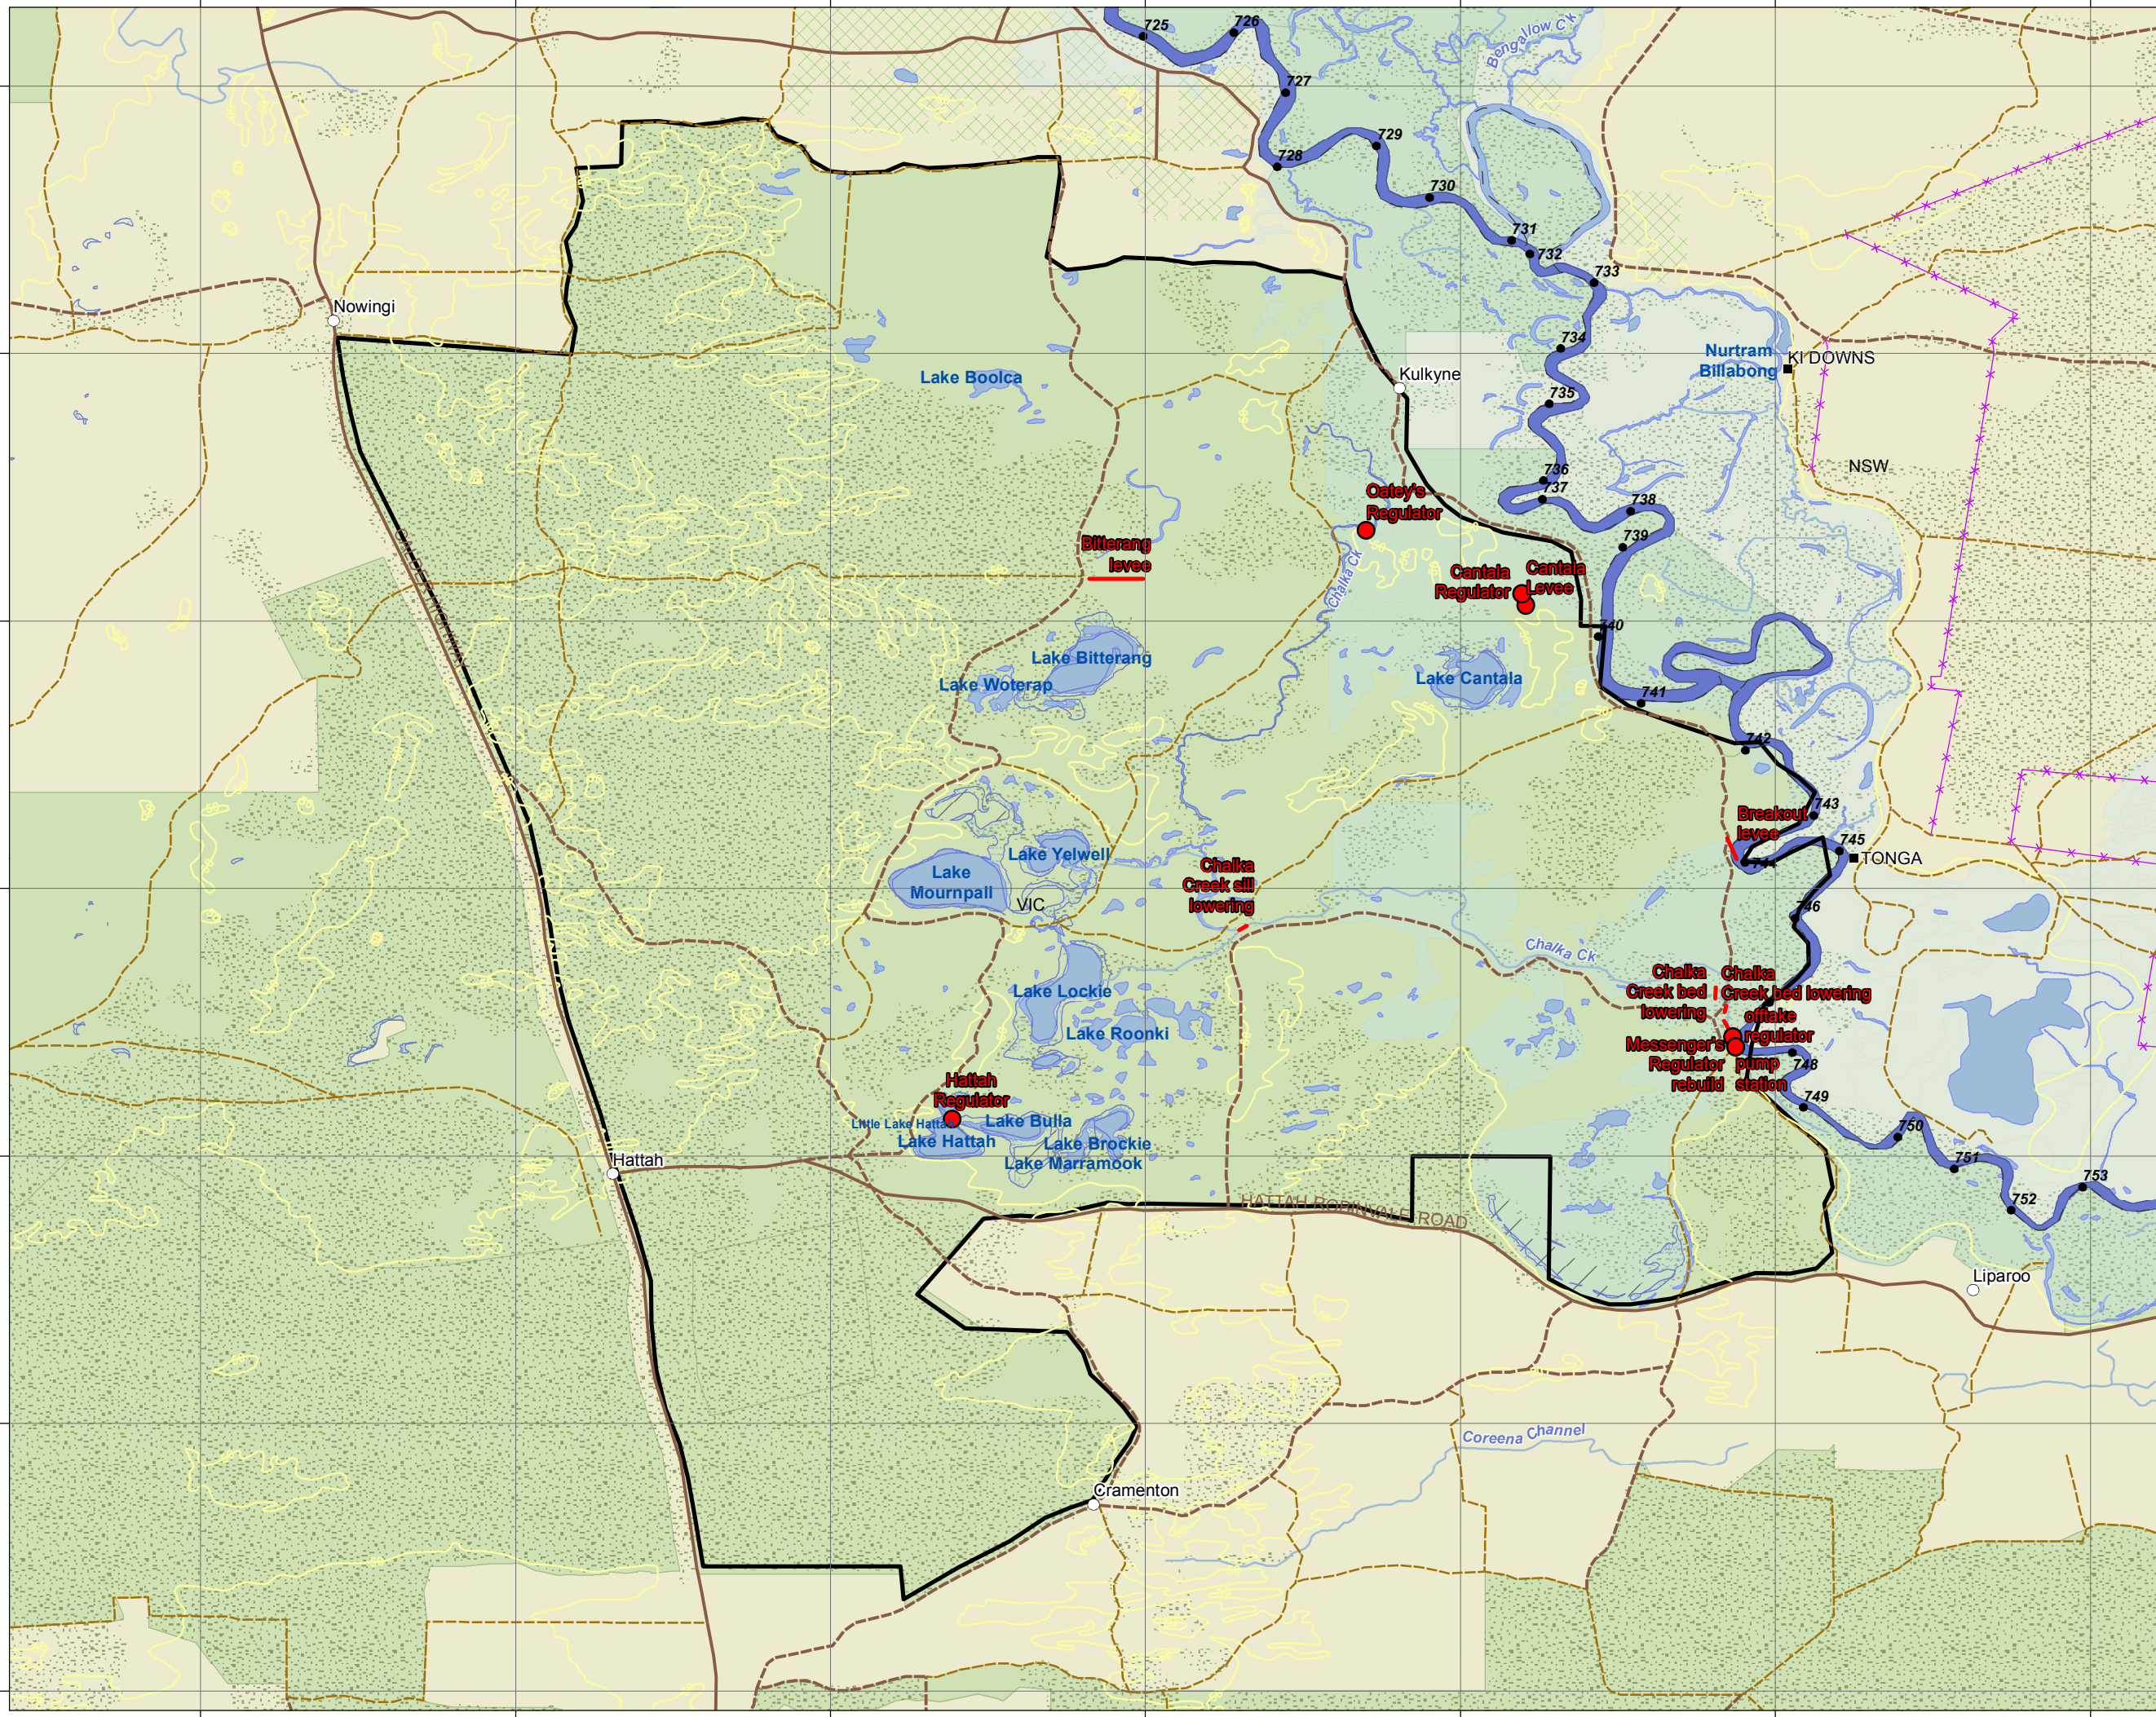 725
726
Bengallow Ck
727
729
728
730
731
732
733
Nowingi
734
Nurtram
Billabong
KI DOWNS
Lake Boolca
Kulkyne
735
NSW
736
737
738
Oatey's
Regulator
739
Bitterang
levee
Chalka Ck
Cantala
Regulator
Cantala
Levee
740
Lake Bitterang
Lake Woterap
Lake Cantala
741
742
743
Breakout
levee
745
744
TONGA
Lake Yelwell
Lake
Mournpall
VIC
Chalka
Creek sill
lowering
746
Chalka Ck
Lake Lockie
Chalka
Creek bed
lowering
Chalka
Creek bed lowering
offtake
regulator
Lake Roonki
Messenger's
Regulator
rebuild
pump
station
748
Hattah
Regulator
749
Little Lake Hattah
Lake Bulla
Lake Hattah
Lake Brockie
Lake Marramook
750
751
Hattah
753
752
HATTAH ROBINVALE ROAD
Liparoo
Coreena Channel
Cramenton